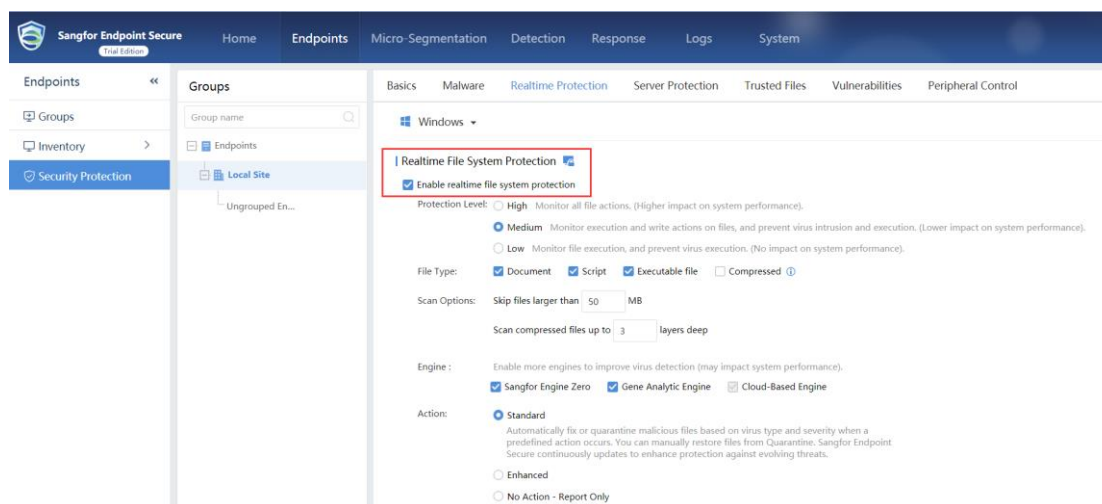 Sangfor Endpoint Secure
Trial Edition
Home Endpoints Micro-Segmentation Detection Response Logs System
Endpoints «
Groups
Inventory >
Security Protection
Groups
Group name
Endpoints
Local Site
Ungrouped En...
Basics Malware Realtime Protection Server Protection Trusted Files Vulnerabilities Peripheral Control
Windows
Realtime File System Protection
Enable realtime file system protection
Protection Level: High Monitor all file actions. (Higher impact on system performance).
Medium Monitor execution and write actions on files, and prevent virus intrusion and execution. (Lower impact on system performance).
Low Monitor file execution, and prevent virus execution. (No impact on system performance).
File Type: Document Script Executable file Compressed
Scan Options: Skip files larger than 50 MB
Scan compressed files up to 3 layers deep
Engine : Enable more engines to improve virus detection (may impact system performance).
Sangfor Engine Zero Gene Analytic Engine Cloud-Based Engine
Action: Standard
Automatically fix or quarantine malicious files based on virus type and severity when a
predefined action occurs. You can manually restore files from Quarantine. Sangfor Endpoint
Secure continuously updates to enhance protection against evolving threats.
Enhanced
No Action - Report Only